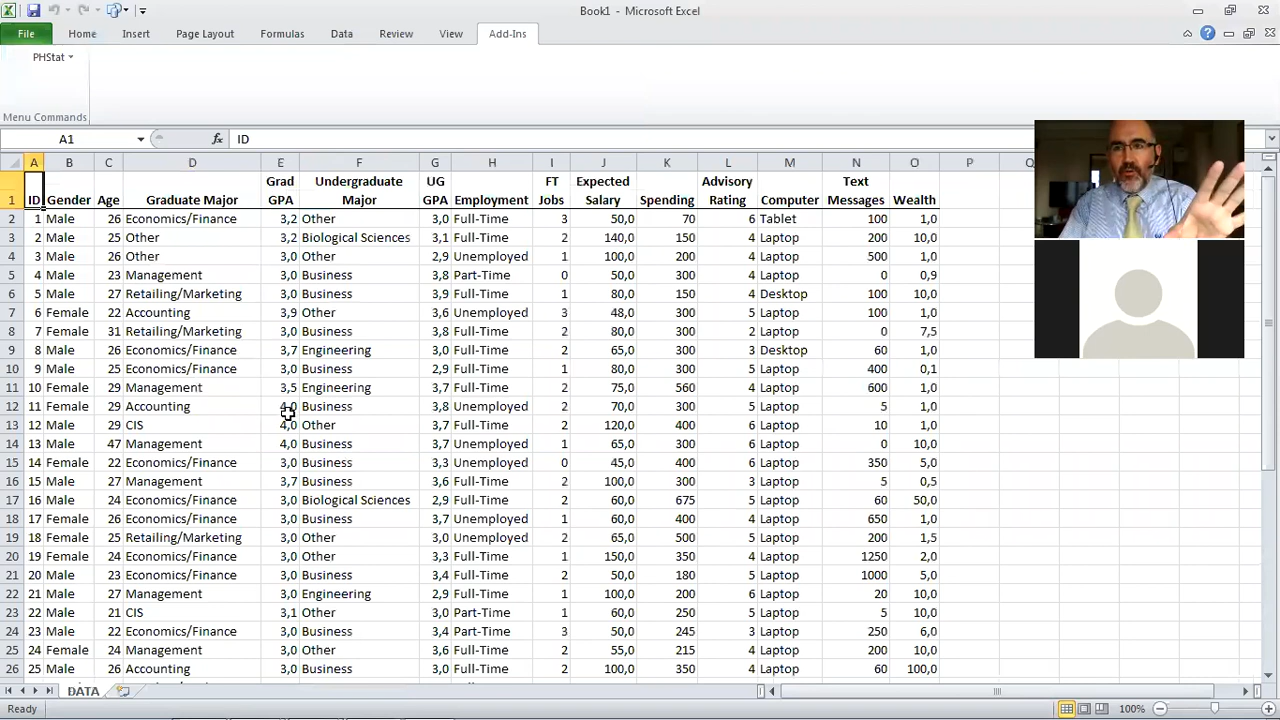 Book1 - Microsoft Excel
File Home Insert Page Layout Formulas Data Review View Add-Ins
PHStat
Menu Commands
A1 fx ID
A B C D E F G H I J K L M N O P
Grad Undergraduate UG FT Expected Advisory Text
1 ID Gender Age Graduate Major GPA Major GPA Employment Jobs Salary Spending Rating Computer Messages Wealth
2 1 Male 26 Economics/Finance 3,2 Other 3,0 Full-Time 3 50,0 70 6 Tablet 100 1,0
3 2 Male 25 Other 3,2 Biological Sciences 3,1 Full-Time 2 140,0 150 4 Laptop 200 10,0
4 3 Male 26 Other 3,0 Other 2,9 Unemployed 1 100,0 200 4 Laptop 500 1,0
5 4 Male 23 Management 3,0 Business 3,8 Part-Time 0 50,0 300 4 Laptop 0 0,9
6 5 Male 27 Retailing/Marketing 3,0 Business 3,9 Full-Time 1 80,0 150 4 Desktop 100 10,0
7 6 Female 22 Accounting 3,9 Other 3,6 Unemployed 3 48,0 300 5 Laptop 100 1,0
8 7 Female 31 Retailing/Marketing 3,0 Business 3,8 Full-Time 2 80,0 300 2 Laptop 0 7,5
9 8 Male 26 Economics/Finance 3,7 Engineering 3,0 Full-Time 2 65,0 300 3 Desktop 60 1,0
10 9 Male 25 Economics/Finance 3,0 Business 2,9 Full-Time 1 80,0 300 5 Laptop 400 0,1
11 10 Female 29 Management 3,5 Engineering 3,7 Full-Time 2 75,0 560 4 Laptop 600 1,0
12 11 Female 29 Accounting Business 3,8 Unemployed 2 70,0 300 5 Laptop 5 1,0
13 12 Male 29 CIS 4,0 Other 3,7 Full-Time 2 120,0 400 6 Laptop 10 1,0
14 13 Male 47 Management 4,0 Business 3,7 Unemployed 1 65,0 300 6 Laptop 0 10,0
15 14 Female 22 Economics/Finance 3,0 Business 3,3 Unemployed 0 45,0 400 6 Laptop 350 5,0
16 15 Male 27 Management 3,7 Business 3,6 Full-Time 2 100,0 300 3 Laptop 5 0,5
17 16 Male 24 Economics/Finance 3,0 Biological Sciences 2,9 Full-Time 2 60,0 675 5 Laptop 60 50,0
18 17 Female 26 Economics/Finance 3,0 Business 3,7 Unemployed 1 60,0 400 4 Laptop 650 1,0
19 18 Female 25 Retailing/Marketing 3,0 Other 3,0 Unemployed 2 65,0 500 4 Laptop 200 1,5
20 19 Female 24 Economics/Finance 3,0 Other 3,3 Full-Time 1 150,0 350 4 Laptop 1250 2,0
21 20 Male 23 Economics/Finance 3,0 Business 3,4 Full-Time 2 50,0 180 5 Laptop 1000 5,0
22 21 Male 27 Management 3,0 Engineering 2,9 Full-Time 1 100,0 200 6 Laptop 20 10,0
23 22 Male 21 CIS 3,1 Other 3,0 Part-Time 1 60,0 250 5 Laptop 5 10,0
24 23 Male 22 Economics/Finance 3,0 Business 3,4 Part-Time 3 50,0 245 3 Laptop 250 6,0
25 24 Female 24 Management 3,0 Other 3,6 Full-Time 2 55,0 215 4 Laptop 200 10,0
26 25 Male 26 Accounting 3,0 Business 3,0 Full-Time 2 100,0 350 4 Laptop 60 100,0
DATA
Ready 100%